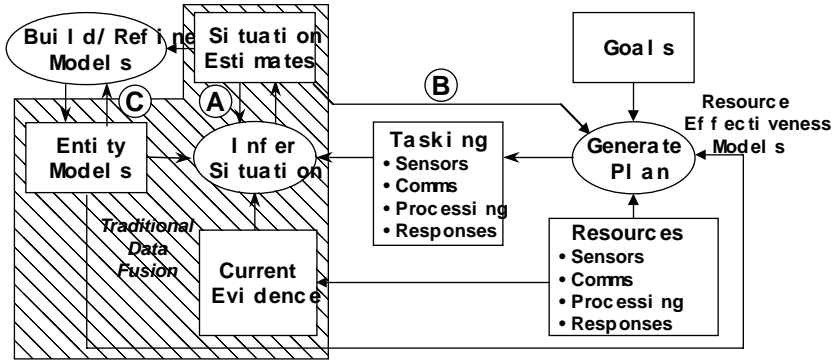 Build/Refine
Models
Situation
Estimates
Goals
C
A
B
Resource
Effectiveness
Models
Entity
Models
Infer
Situation
Tasking
• Sensors
• Comms
• Processing
• Responses
Generate
Plan
Traditional
Data
Fusion
Current
Evidence
Resources
• Sensors
• Comms
• Processing
• Responses